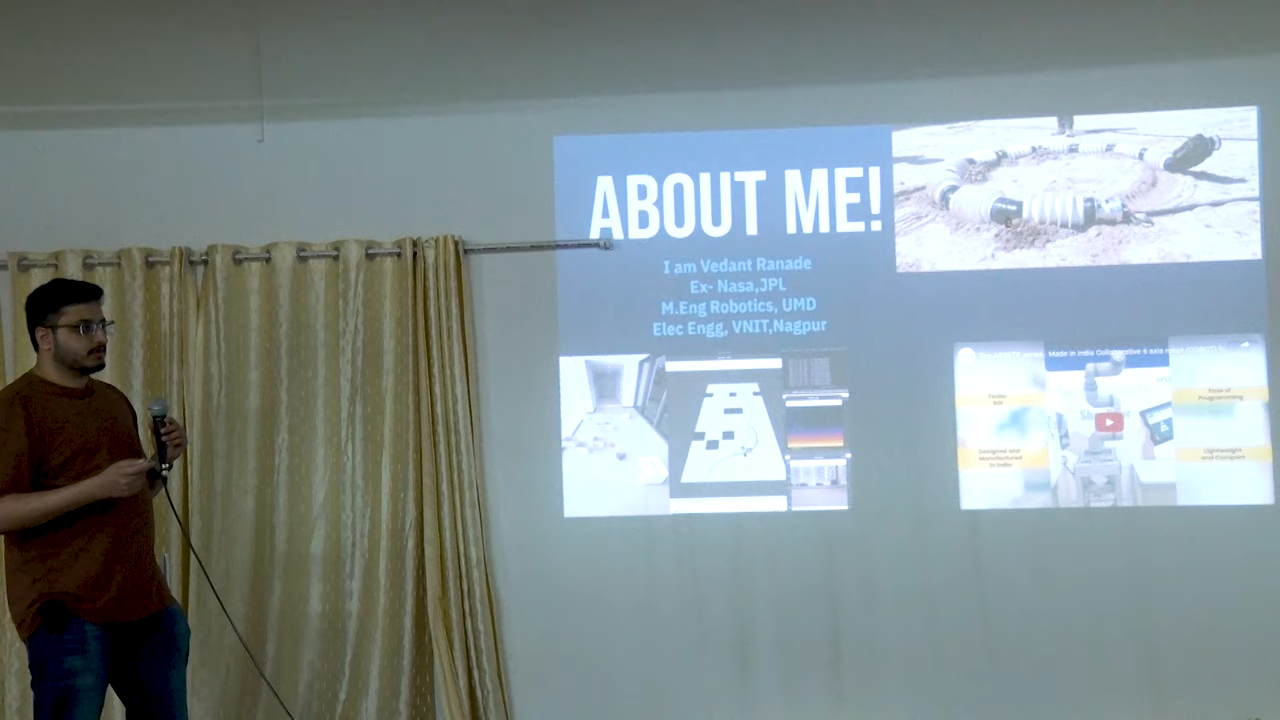 ABOUT ME!
I am Vedant Ranade
Ex- Nasa,JPL
M.Eng Robotics, UMD
Elec Engg, VNIT,Nagpur
Made in India Collaborative 6 axis
Faster
ROI
Ease of
Programming
Designed and
Manufactured
in India
Lightweight
and Compact